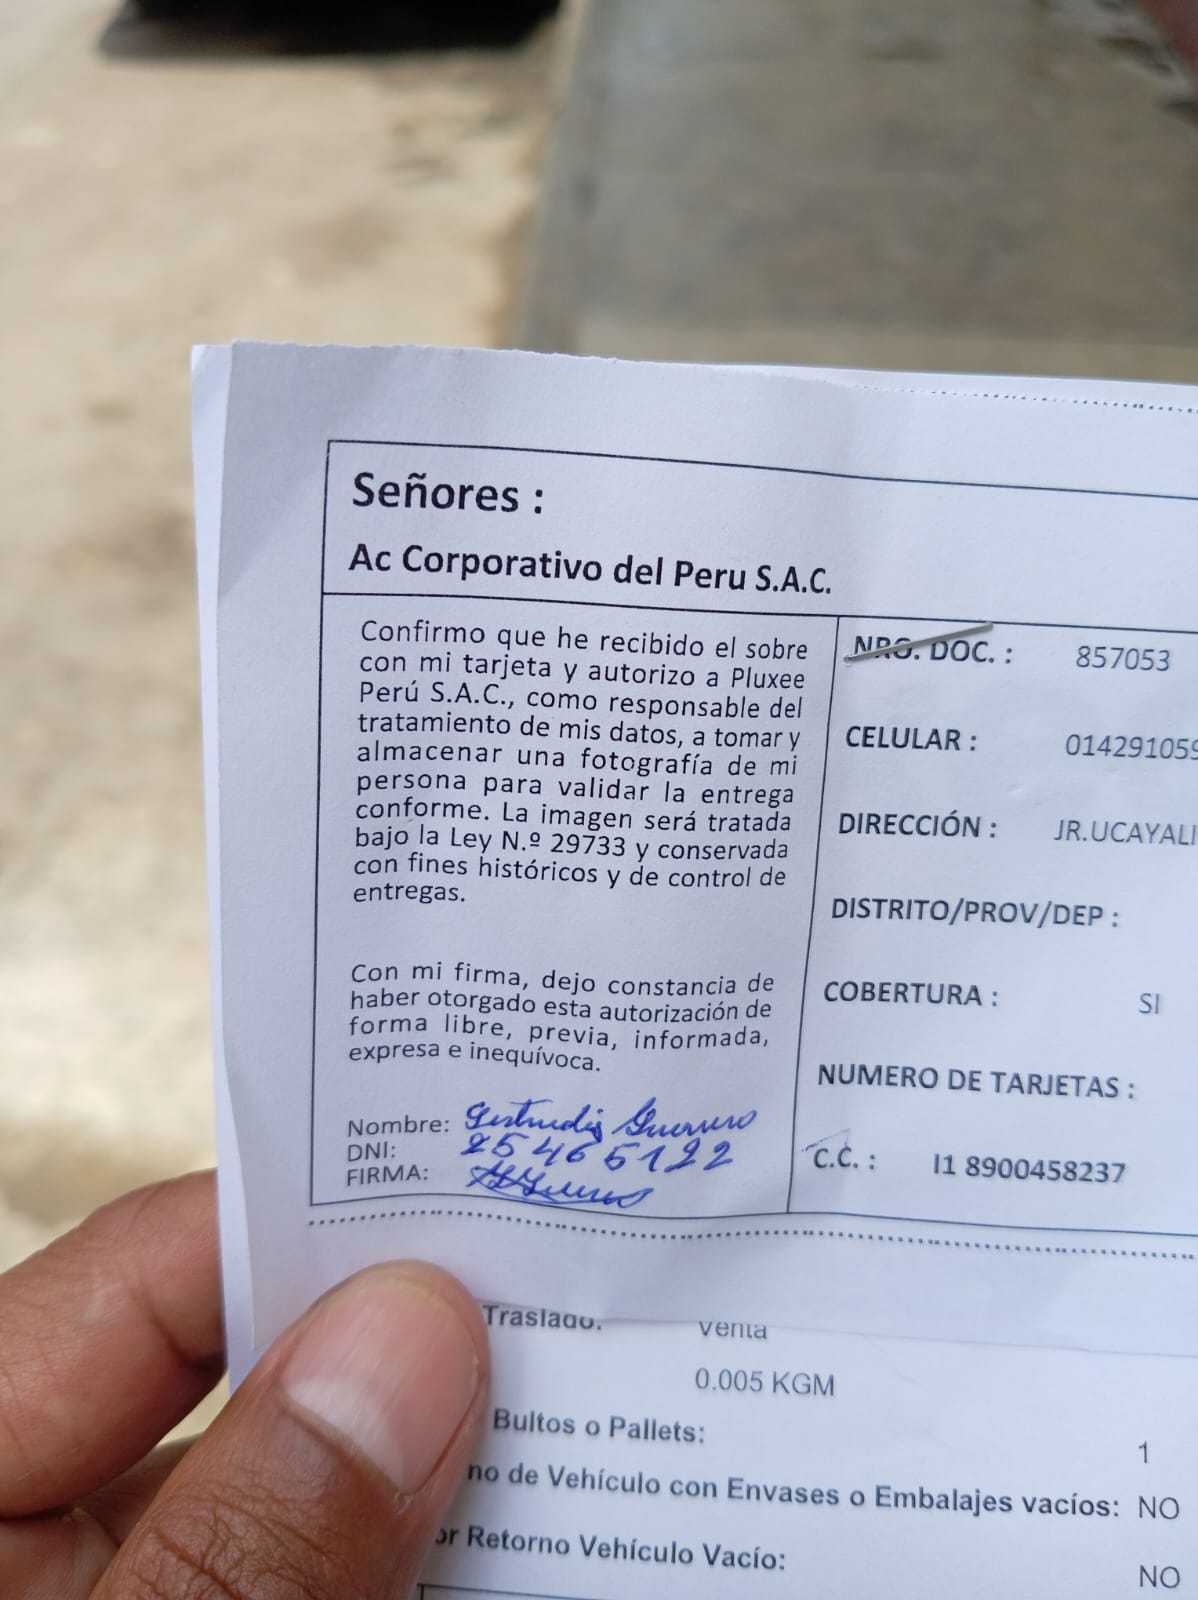 Señores :
Ac Corporativo del Peru S.A.C.
Confirmo que he recibido el sobre
con mi tarjeta y autorizo a Pluxee
Perú S.A.C., como responsable del
tratamiento de mis datos, a tomar y
almacenar una fotografía de mi
persona para validar la entrega
conforme. La imagen será tratada
bajo la Ley N.º 29733 y conservada
con fines históricos y de control de
entregas.
Con mi firma, dejo constancia de
haber otorgado esta autorización de
forma libre, previa, informada,
expresa e inequívoca.
Nombre: Gertrudis Guerrero
DNI: 25465122
FIRMA:
NRO. DOC. : 857053
CELULAR : 014291059
DIRECCIÓN : JR.UCAYALI
DISTRITO/PROV/DEP :
COBERTURA : SI
NUMERO DE TARJETAS :
C.C. : I1 8900458237
Traslado: Venta
0.005 KGM
Bultos o Pallets: 1
no de Vehículo con Envases o Embalajes vacíos: NO
or Retorno Vehículo Vacío: NO